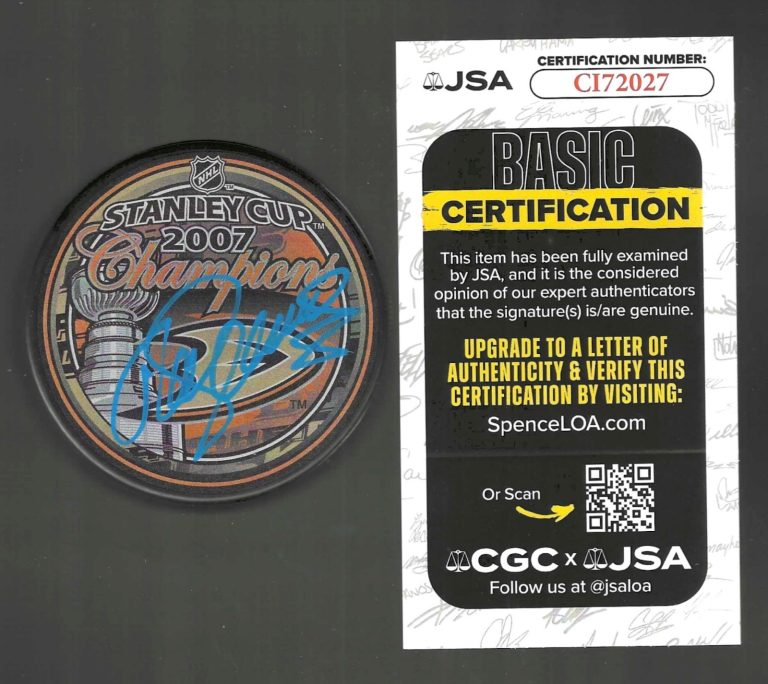 NHL
TM
STANLEY CUP
TM
2007
Champions
TM
JSA
CERTIFICATION NUMBER:
CI72027
BASIC
CERTIFICATION
This item has been fully examined
by JSA, and it is the considered
opinion of our expert authenticators
that the signature(s) is/are genuine.
UPGRADE TO A LETTER OF
AUTHENTICITY & VERIFY THIS
CERTIFICATION BY VISITING:
SpenceLOA.com
Or Scan
CGC x JSA
Follow us at @jsaloa